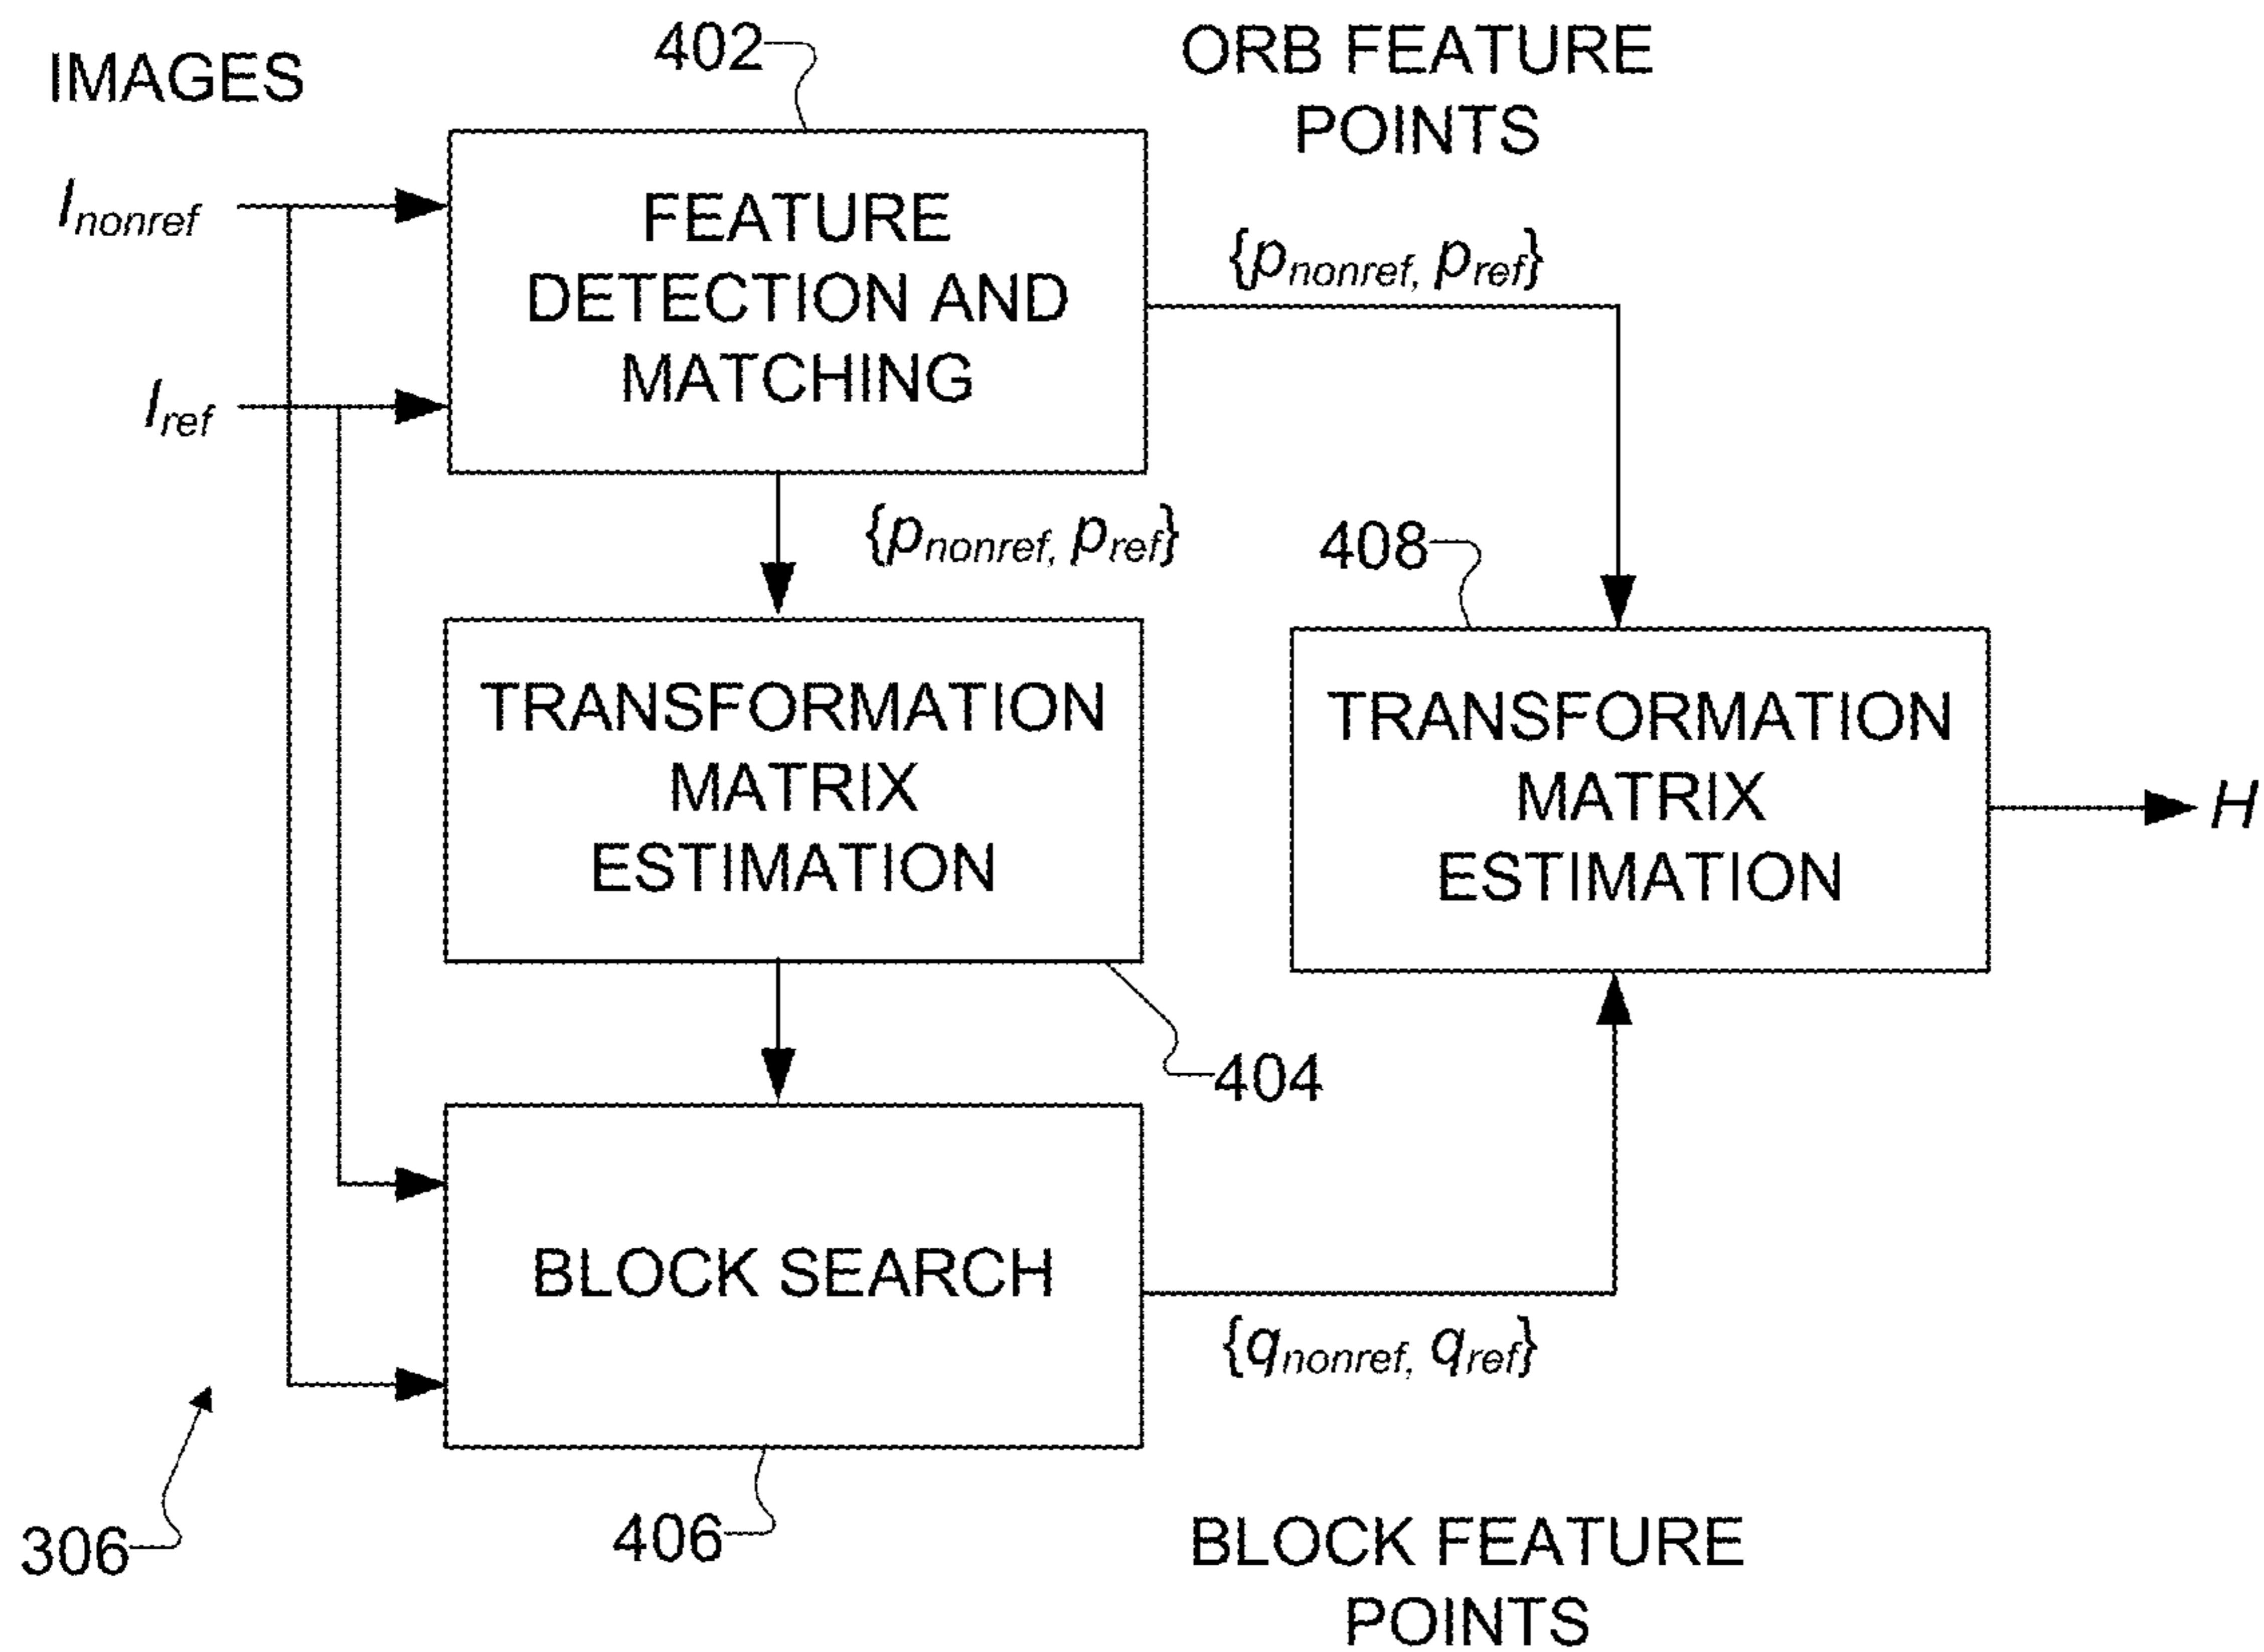 IMAGES
402
ORB FEATURE
POINTS
Inonref
Iref
FEATURE
DETECTION AND
MATCHING
{pnonref, pref}
{pnonref, pref}
408
TRANSFORMATION
MATRIX
ESTIMATION
TRANSFORMATION
MATRIX
ESTIMATION
H
404
BLOCK SEARCH
{qnonref, qref}
306
406
BLOCK FEATURE
POINTS